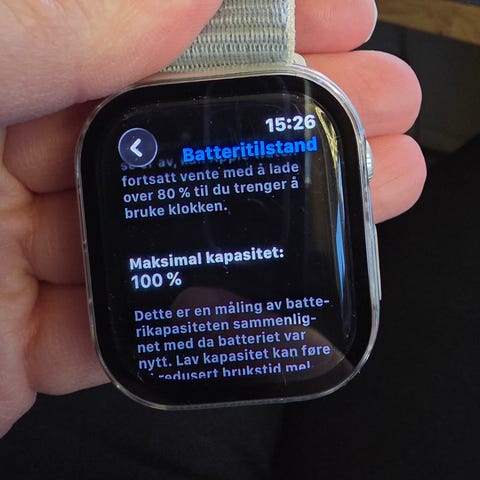 15:26
Batteritilstand
fortsatt vente med å lade
over 80 % til du trenger å
bruke klokken.
Maksimal kapasitet:
100 %
Dette er en måling av batte-
rikapasiteten sammenlig-
net med da batteriet var
nytt. Lav kapasitet kan føre
redusert brukstid mel-